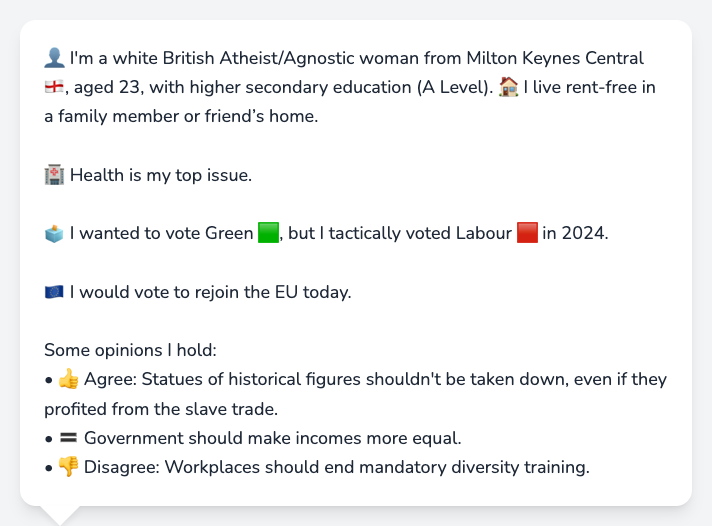 👤 I'm a white British Atheist/Agnostic woman from Milton Keynes Central
🏴󠁧󠁢󠁥󠁮󠁧󠁿, aged 23, with higher secondary education (A Level). 🏠 I live rent-free in
a family member or friend’s home.
🏥 Health is my top issue.
🗳️ I wanted to vote Green 🟩, but I tactically voted Labour 🟥 in 2024.
🇪🇺 I would vote to rejoin the EU today.
Some opinions I hold:
• 👍 Agree: Statues of historical figures shouldn't be taken down, even if they
profited from the slave trade.
• 🟰 Government should make incomes more equal.
• 👎 Disagree: Workplaces should end mandatory diversity training.